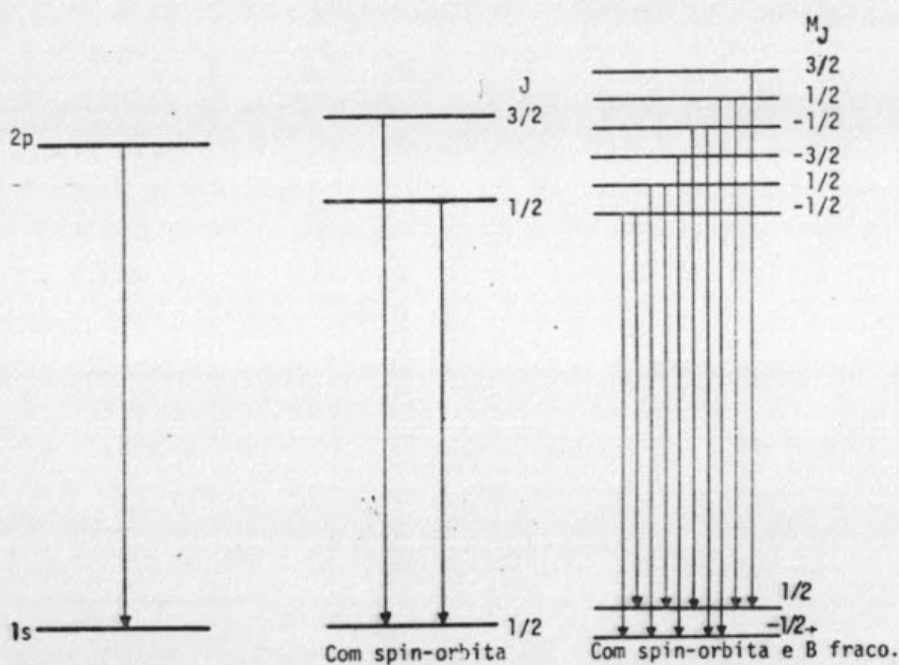 M_J
3/2
1/2
-1/2
-3/2
1/2
-1/2
J
3/2
1/2
2p
1s
1/2
1/2
-1/2
Com spin-orbita
Com spin-orbita e B fraco.